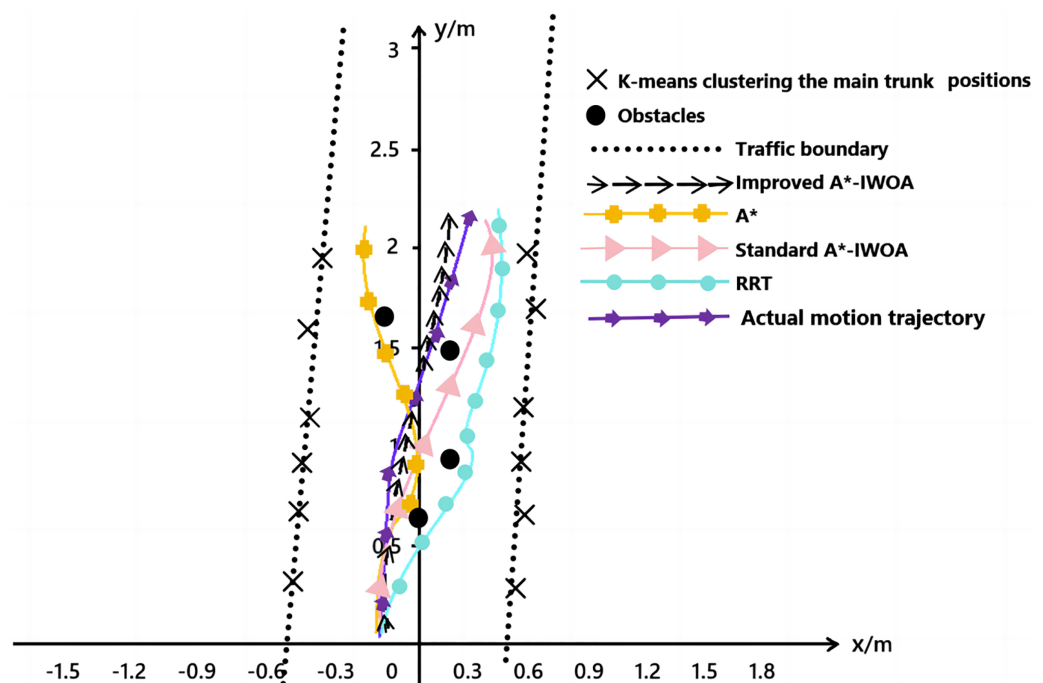 y/m
3
2.5
2
1.5
1
0.5
K-means clustering the main trunk positions
Obstacles
Traffic boundary
Improved A*-IWOA
A*
Standard A*-IWOA
RRT
Actual motion trajectory
x/m
-1.5 -1.2 -0.9 -0.6 -0.3 0 0.3 0.6 0.9 1.2 1.5 1.8